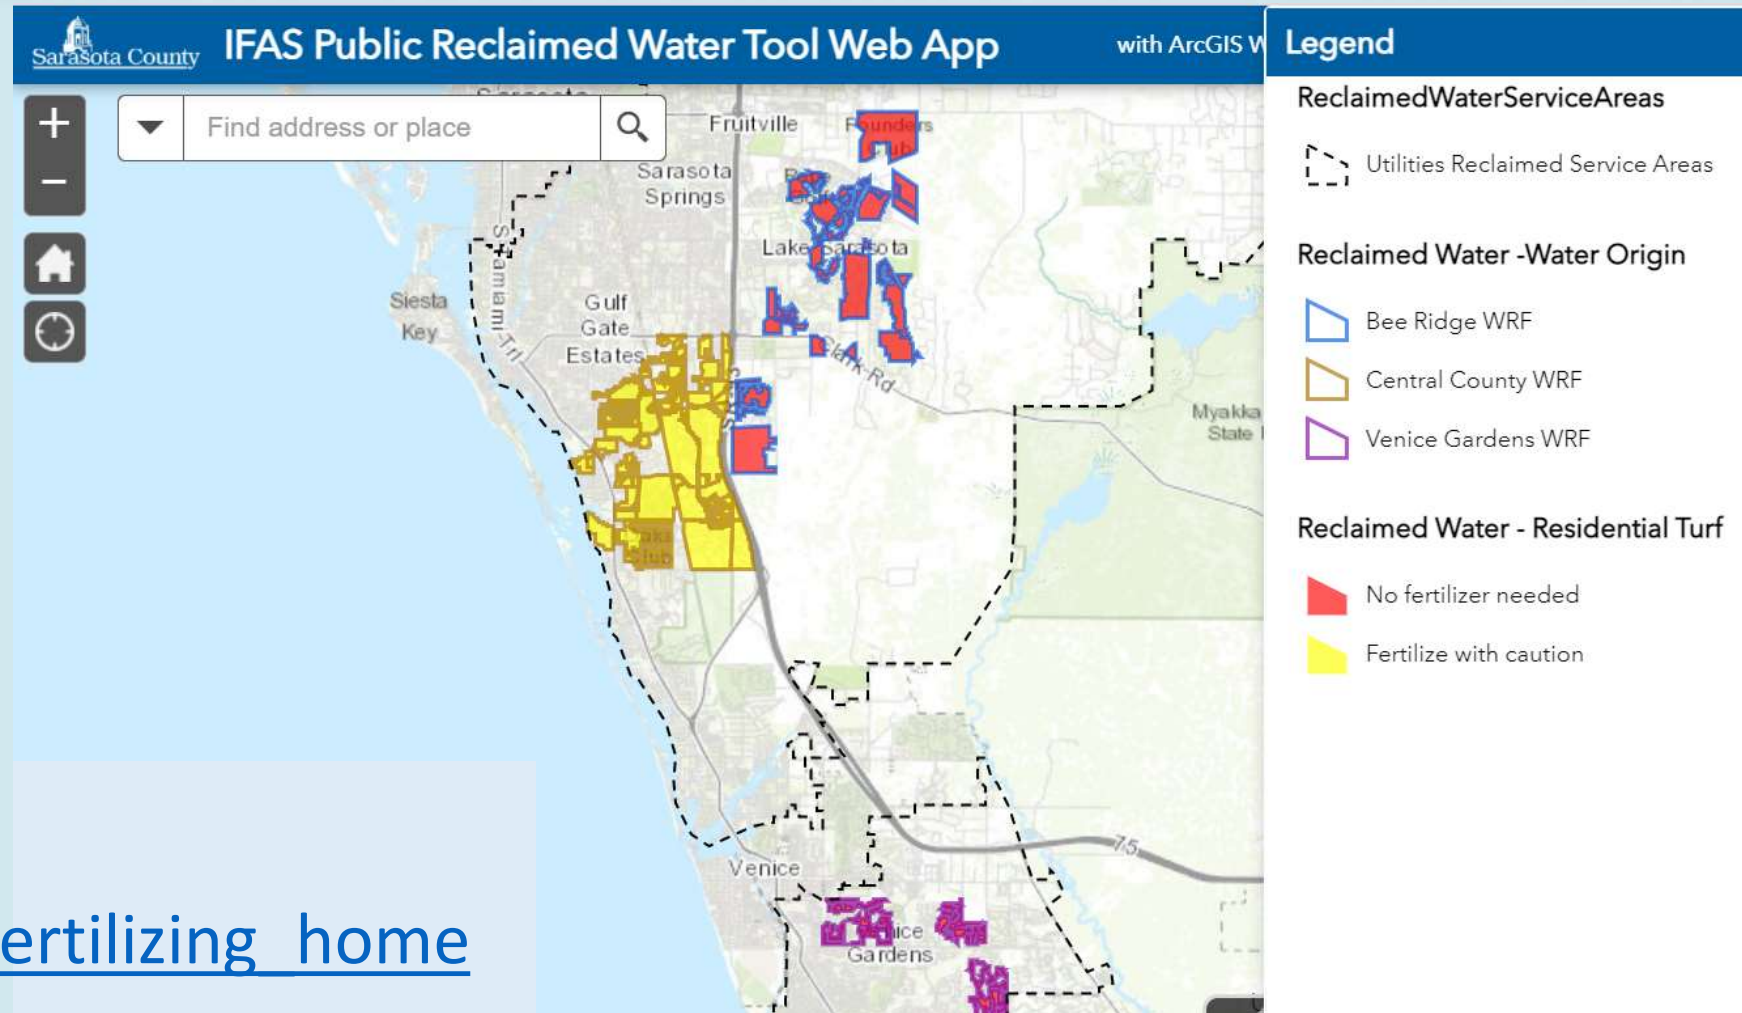 Sarasota County
IFAS Public Reclaimed Water Tool Web App
with ArcGIS W
Legend
Find address or place
Fruitville
Founders
Club
Sarasota
Springs
Lake Sarasota
S Tamiami Trl
Siesta
Key
Gulf
Gate
Estates
Clark Rd
Myakka
State
75
Venice
Gardens
ReclaimedWaterServiceAreas
Utilities Reclaimed Service Areas
Reclaimed Water -Water Origin
Bee Ridge WRF
Central County WRF
Venice Gardens WRF
Reclaimed Water - Residential Turf
No fertilizer needed
Fertilize with caution
ertilizing_home